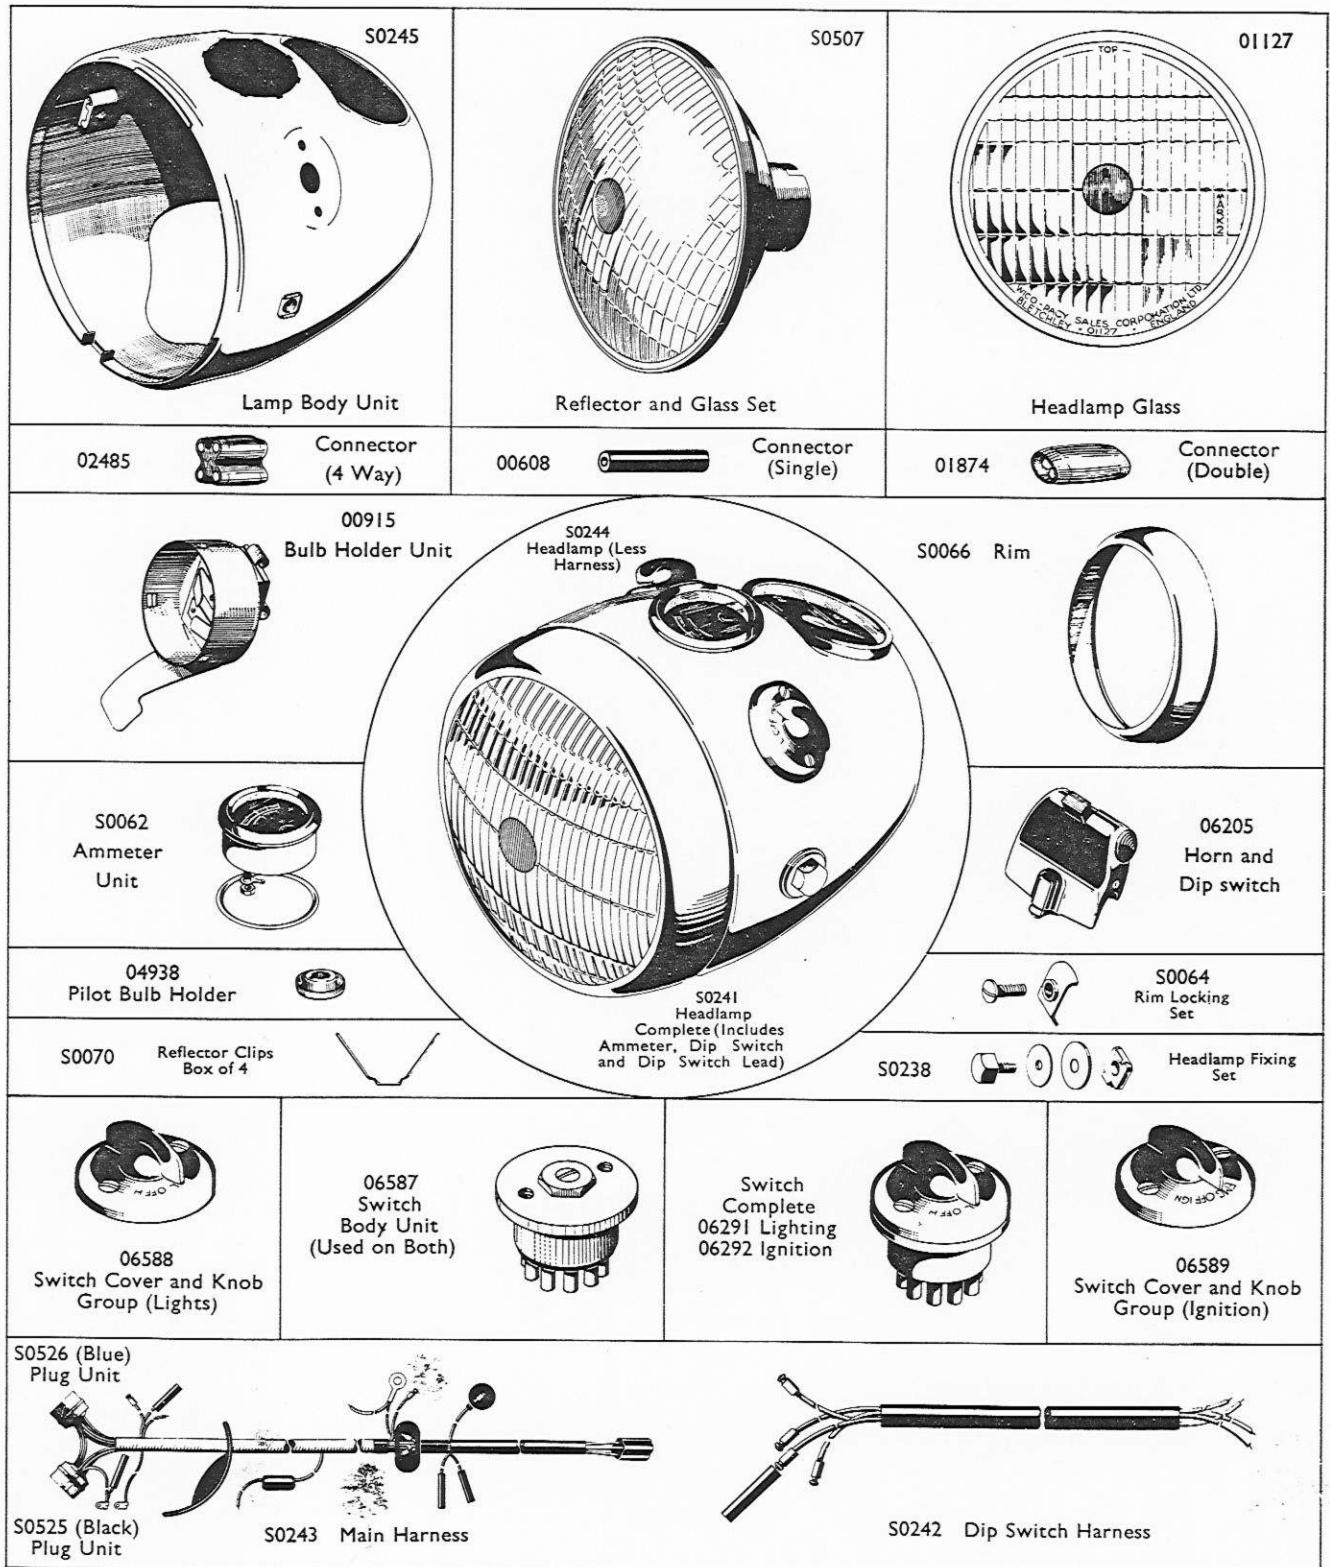 S0245
Lamp Body Unit
S0507
Reflector and Glass Set
01127
TOP
MARK 2
WICO-PACY SALES CORPORATION LTD
BLETCHLEY · 01127 · ENGLAND
Headlamp Glass
02485
Connector
(4 Way)
00608
Connector
(Single)
01874
Connector
(Double)
00915
Bulb Holder Unit
S0244
Headlamp (Less
Harness)
S0066 Rim
S0062
Ammeter
Unit
06205
Horn and
Dip switch
04938
Pilot Bulb Holder
S0241
Headlamp
Complete (Includes
Ammeter, Dip Switch
and Dip Switch Lead)
S0064
Rim Locking
Set
S0070
Reflector Clips
Box of 4
S0238
Headlamp Fixing
Set
L OFF H
06588
Switch Cover and Knob
Group (Lights)
06587
Switch
Body Unit
(Used on Both)
Switch
Complete
06291 Lighting
06292 Ignition
L OFF H
OFF IGN
06589
Switch Cover and Knob
Group (Ignition)
S0526 (Blue)
Plug Unit
S0525 (Black)
Plug Unit
S0243 Main Harness
S0242 Dip Switch Harness